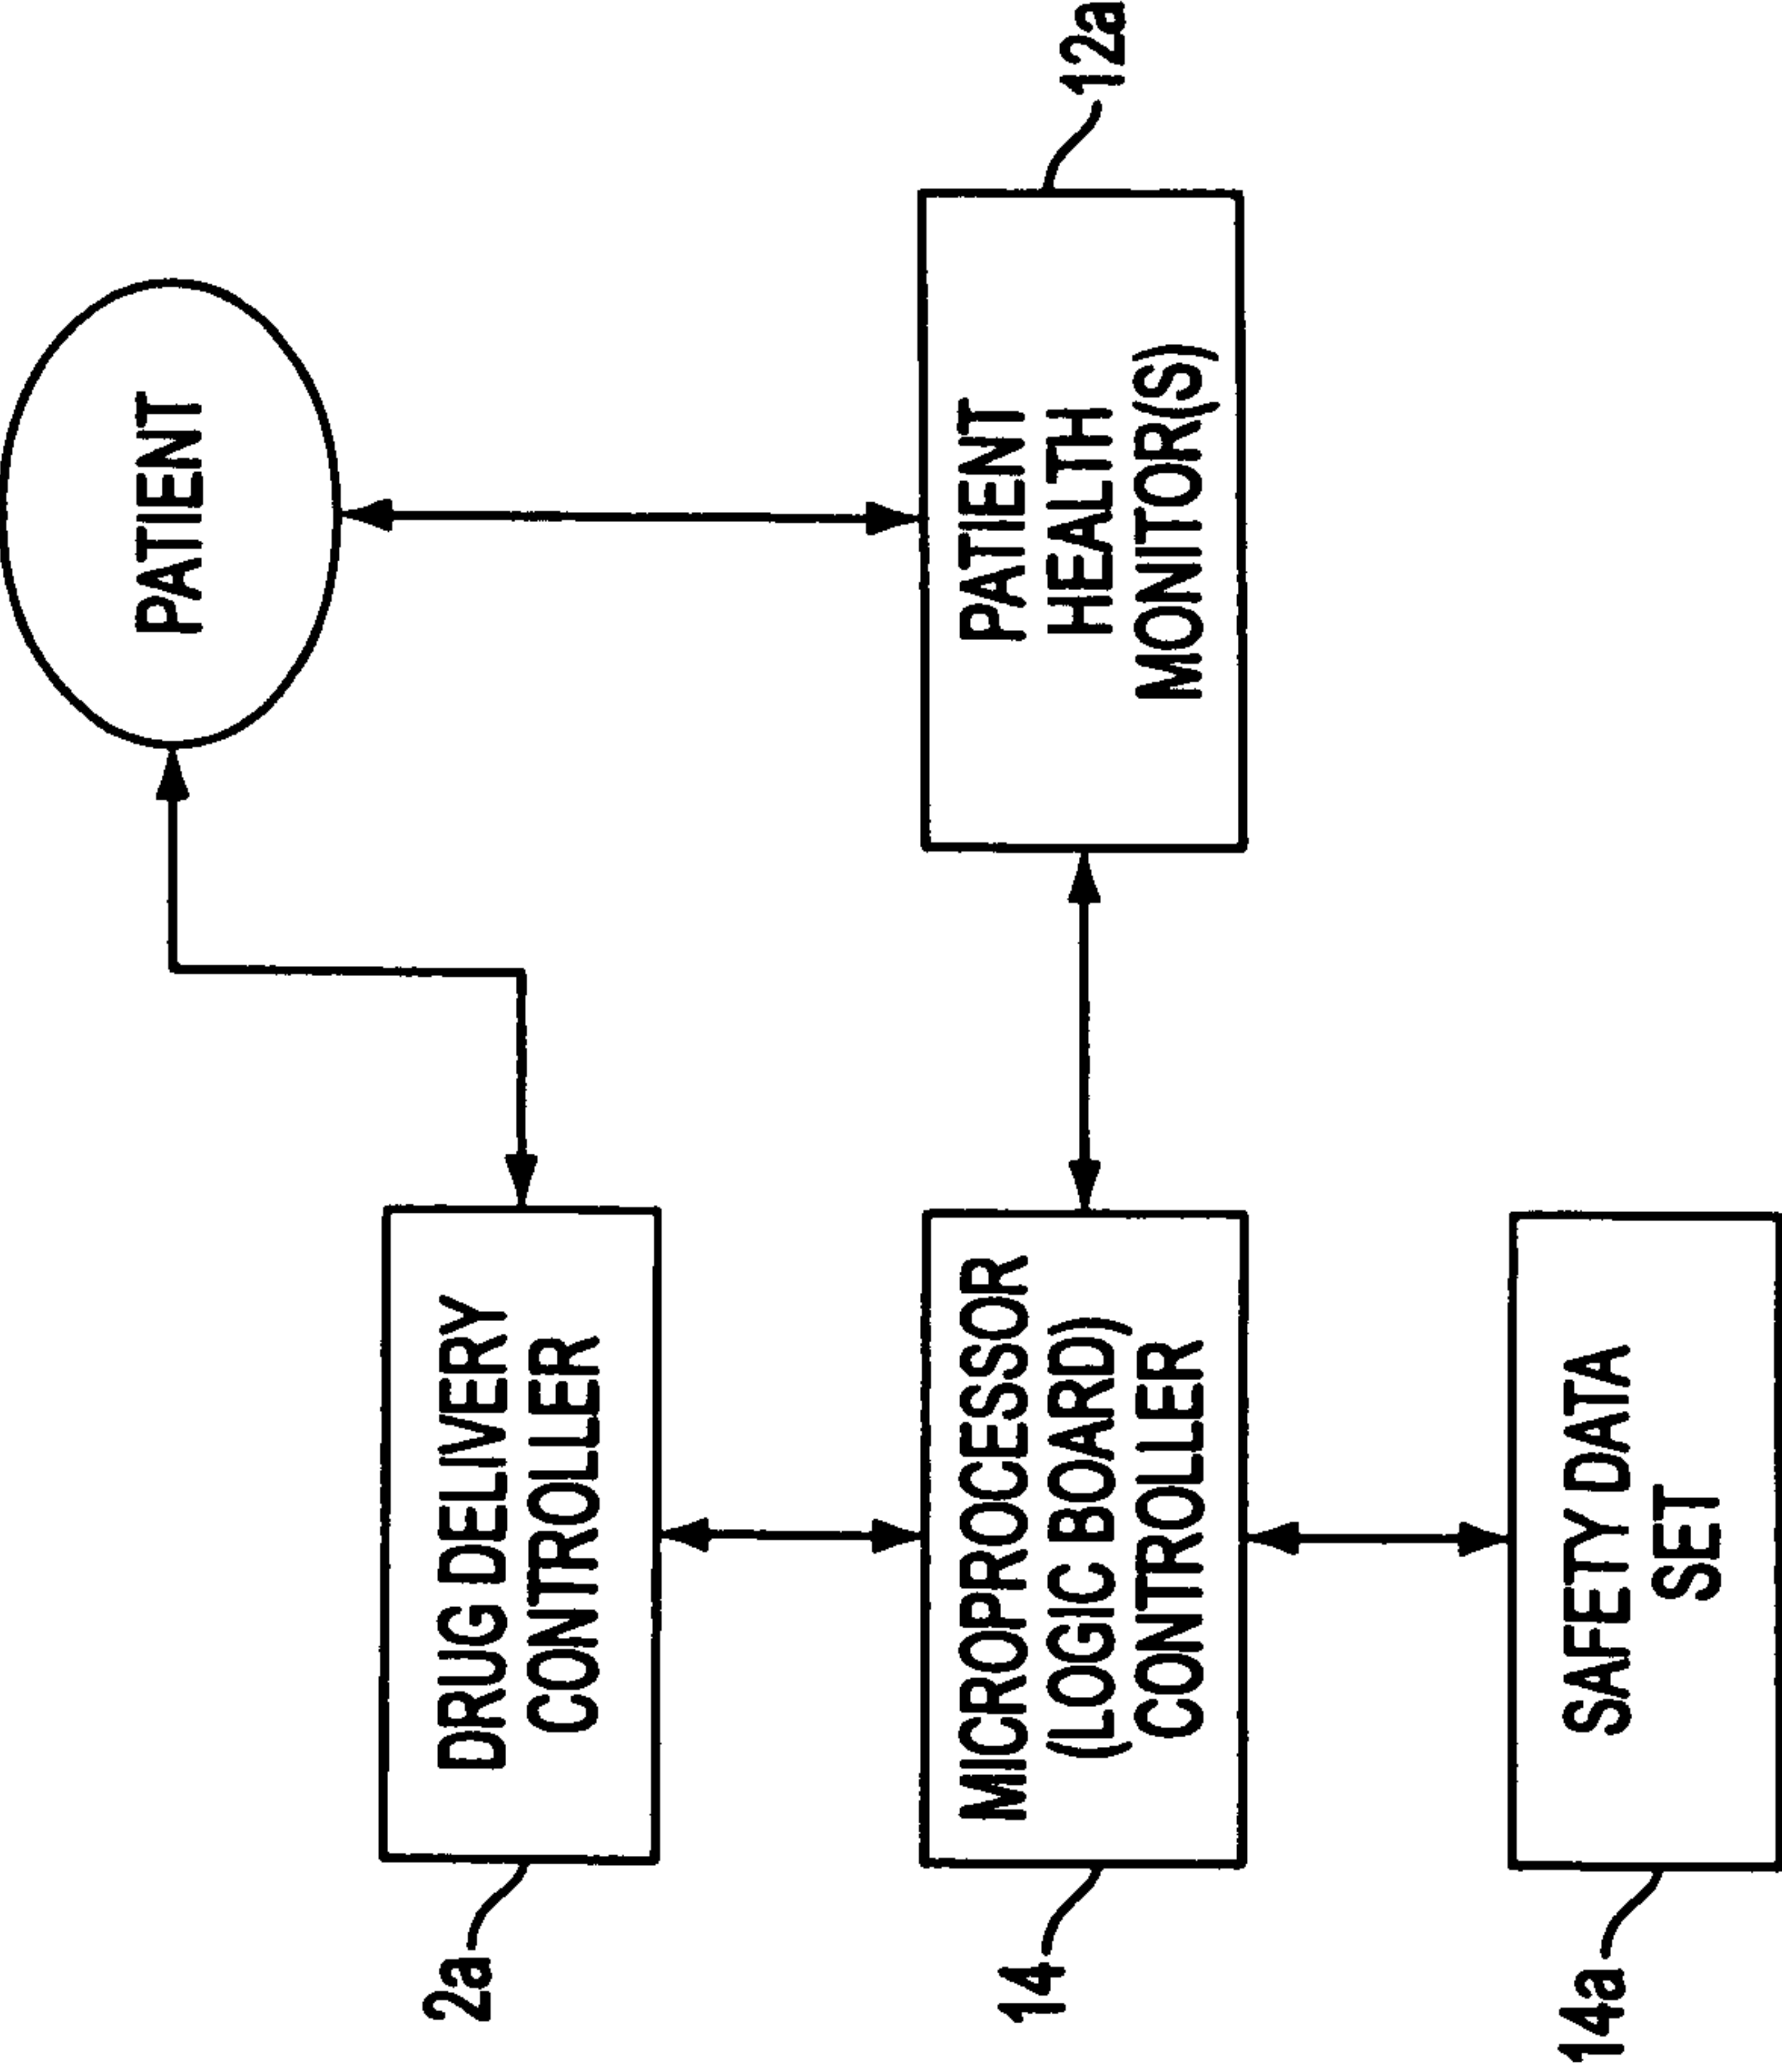 PATIENT
2a
DRUG DELIVERY
CONTROLLER
14
MICROPROCESSOR
(LOGIC BOARD)
CONTROLLER
PATIENT
HEALTH
MONITOR(S)
12a
14a
SAFETY DATA
SET